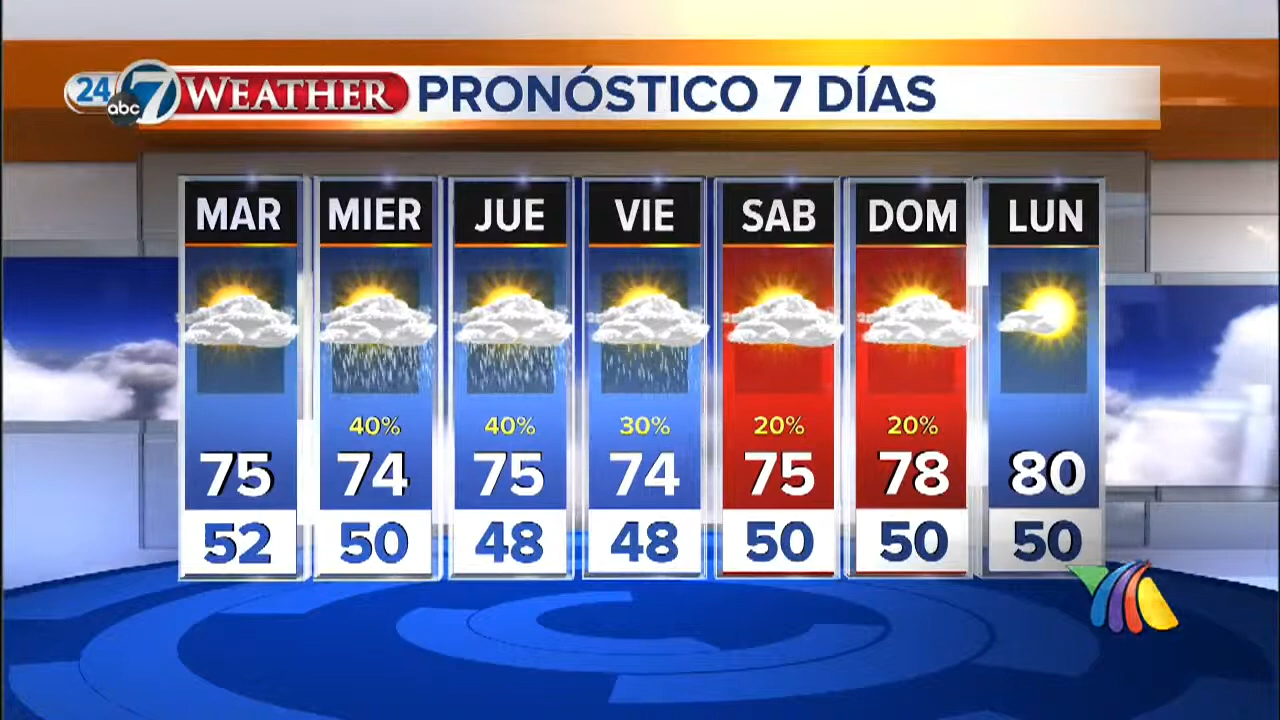 24 abc 7 WEATHER PRONÓSTICO 7 DÍAS
MAR MIER JUE VIE SAB DOM LUN
40% 40% 30% 20% 20%
75 74 75 74 75 78 80
52 50 48 48 50 50 50